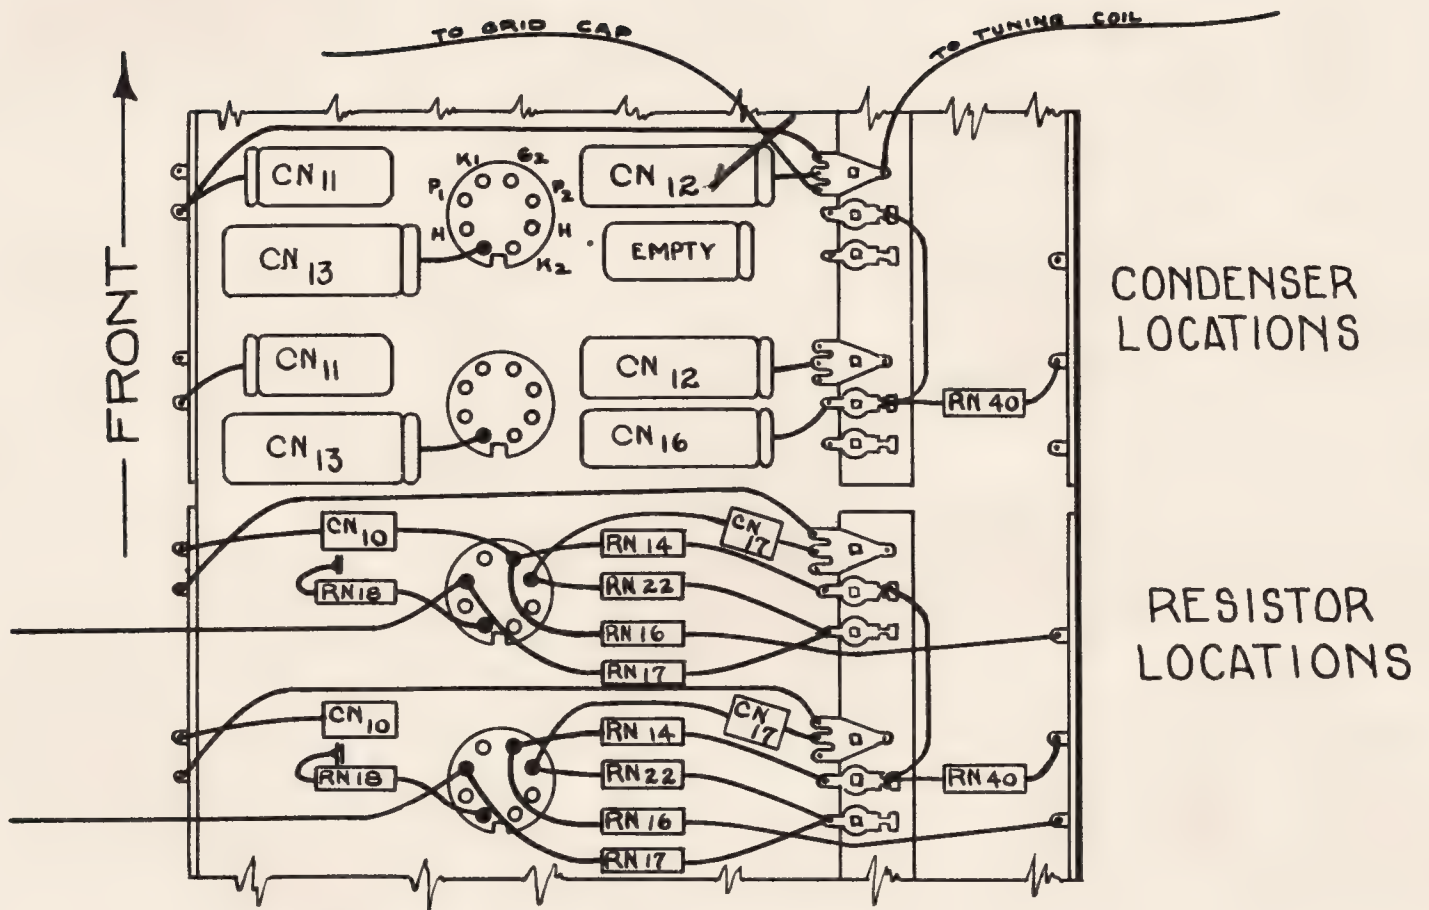 TO GRID CAP
TO TUNING COIL
FRONT
CN 11
K1
G2
P1
P2
H
H
K2
CN 12
CN 13
EMPTY
CONDENSER
LOCATIONS
CN 11
CN 12
CN 13
CN 16
RN 40
CN 10
CN 17
RN 14
RN 18
RN 22
RN 16
RN 17
RESISTOR
LOCATIONS
CN 10
CN 17
RN 14
RN 18
RN 22
RN 40
RN 16
RN 17